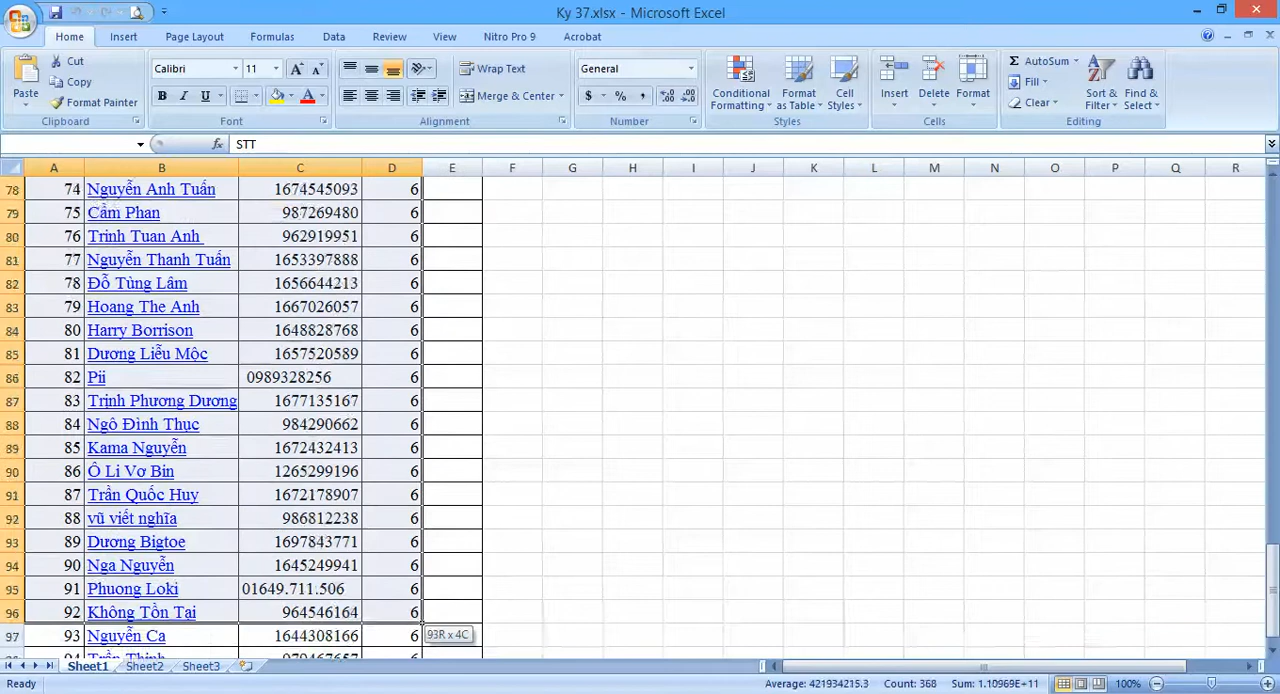 Ky 37.xlsx - Microsoft Excel
Home Insert Page Layout Formulas Data Review View Nitro Pro 9 Acrobat
Paste
Cut
Copy
Format Painter
Clipboard
Calibri 11
B I U
Font
Wrap Text
Merge & Center
Alignment
General
$ % ,
Number
Conditional Formatting
Format as Table
Cell Styles
Styles
Insert Delete Format
Cells
AutoSum
Fill
Clear
Sort & Filter
Find & Select
Editing
fx STT
A B C D E F G H I J K L M N O P Q R
78 74 Nguyễn Anh Tuấn 1674545093 6
79 75 Cẩm Phan 987269480 6
80 76 Trinh Tuan Anh 962919951 6
81 77 Nguyễn Thanh Tuấn 1653397888 6
82 78 Đỗ Tùng Lâm 1656644213 6
83 79 Hoang The Anh 1667026057 6
84 80 Harry Borrison 1648828768 6
85 81 Dương Liễu Mộc 1657520589 6
86 82 Pii 0989328256 6
87 83 Trịnh Phương Dương 1677135167 6
88 84 Ngô Đình Thục 984290662 6
89 85 Kama Nguyễn 1672432413 6
90 86 Ô Li Vơ Bin 1265299196 6
91 87 Trần Quốc Huy 1672178907 6
92 88 vũ viết nghĩa 986812238 6
93 89 Dương Bigtoe 1697843771 6
94 90 Nga Nguyễn 1645249941 6
95 91 Phuong Loki 01649.711.506 6
96 92 Không Tồn Tại 964546164 6
97 93 Nguyễn Ca 1644308166 6
93R x 4C
Sheet1 Sheet2 Sheet3
Ready
Average: 421934215.3 Count: 368 Sum: 1.10969E+11 100%